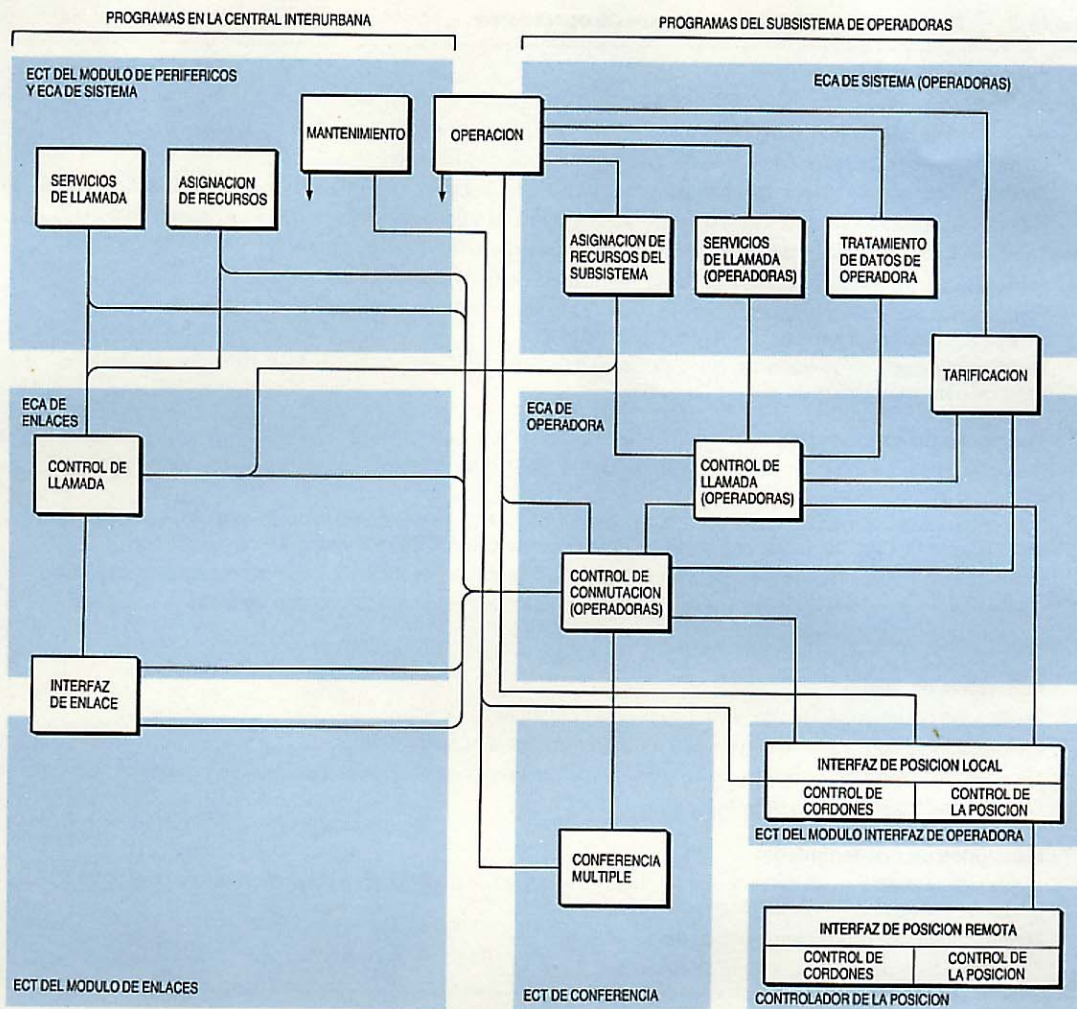 PROGRAMAS EN LA CENTRAL INTERURBANA
PROGRAMAS DEL SUBSISTEMA DE OPERADORAS
ECT DEL MODULO DE PERIFERICOS
Y ECA DE SISTEMA
ECA DE SISTEMA (OPERADORAS)
MANTENIMIENTO
OPERACION
SERVICIOS
DE LLAMADA
ASIGNACION
DE RECURSOS
ASIGNACION DE
RECURSOS DEL
SUBSISTEMA
SERVICIOS
DE LLAMADA
(OPERADORAS)
TRATAMIENTO
DE DATOS DE
OPERADORA
TARIFICACION
ECA DE
ENLACES
ECA DE
OPERADORA
CONTROL DE
LLAMADA
CONTROL DE
LLAMADA
(OPERADORAS)
CONTROL DE
CONMUTACION
(OPERADORAS)
INTERFAZ
DE ENLACE
INTERFAZ DE POSICION LOCAL
CONTROL DE
CORDONES
CONTROL DE
LA POSICION
ECT DEL MODULO INTERFAZ DE OPERADORA
CONFERENCIA
MULTIPLE
INTERFAZ DE POSICION REMOTA
CONTROL DE
CORDONES
CONTROL DE
LA POSICION
ECT DEL MODULO DE ENLACES
ECT DE CONFERENCIA
CONTROLADOR DE LA POSICION